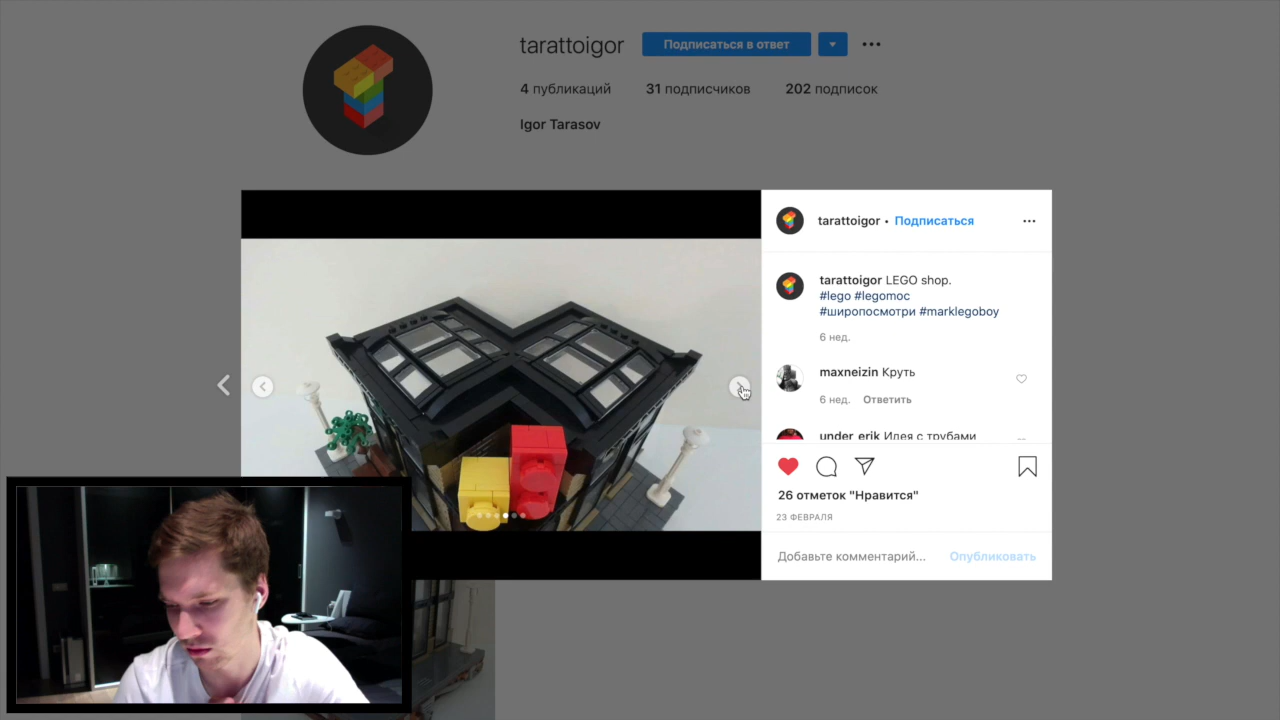 tarattoigor
Подписаться в ответ
4 публикаций
31 подписчиков
202 подписок
Igor Tarasov
tarattoigor • Подписаться
tarattoigor LEGO shop.
#lego #legomoc
#широпосмотри #marklegoboy
6 нед.
maxneizin Круть
6 нед. Ответить
under_erik Идея с трубами
26 отметок "Нравится"
23 ФЕВРАЛЯ
Добавьте комментарий...
Опубликовать